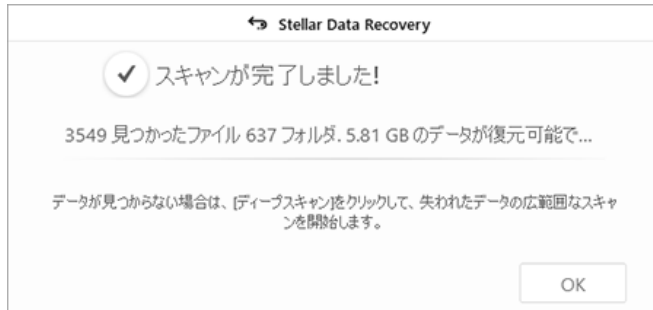 Stellar Data Recovery
スキャンが完了しました!
3549 見つかったファイル 637 フォルダ. 5.81 GB のデータが復元可能で...
データが見つからない場合は、[ディープスキャン]をクリックして、失われたデータの広範囲なスキャ
ンを開始します。
OK